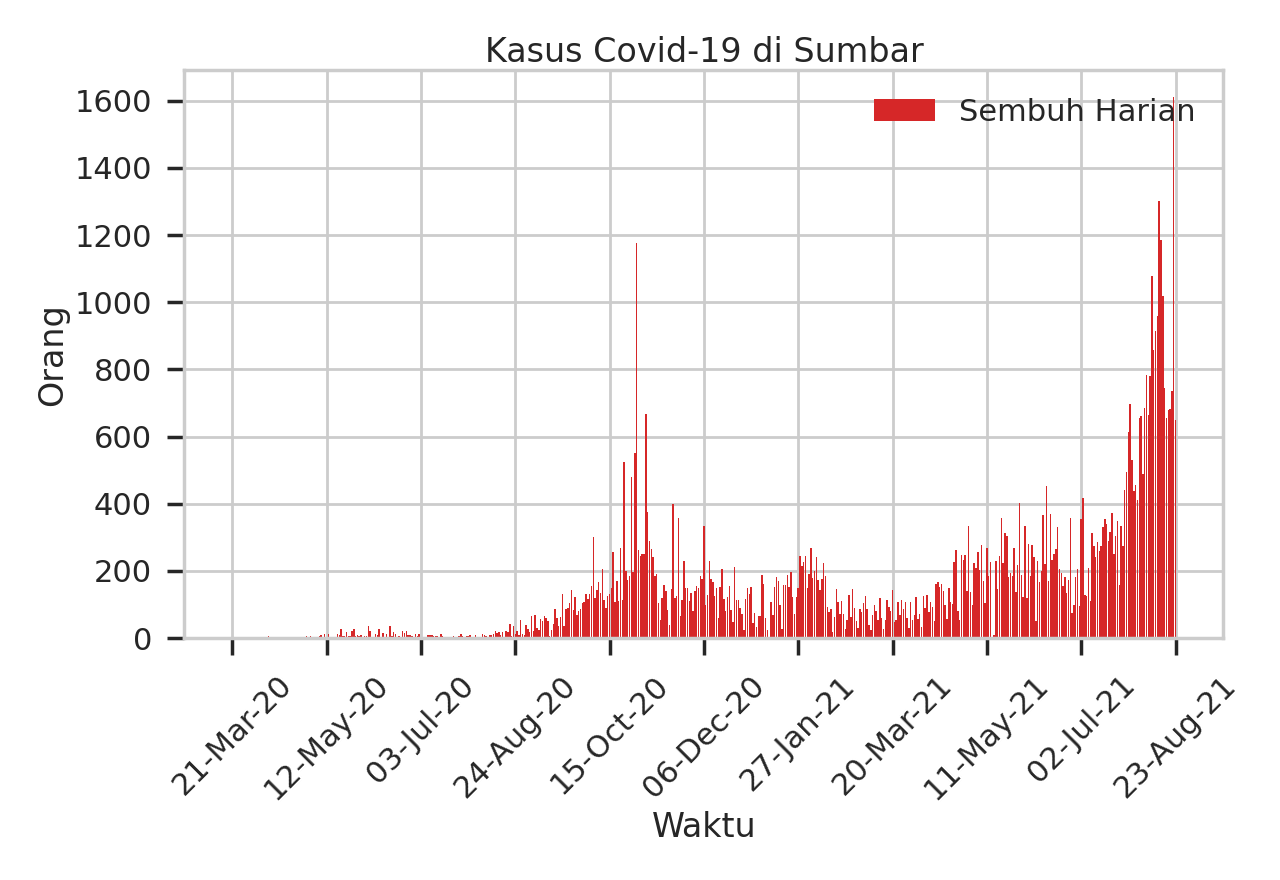 Kasus Covid-19 di Sumbar
Sembuh Harian
1600
1400
1200
1000
800
600
400
200
0
Orang
21-Mar-20
12-May-20
03-Jul-20
24-Aug-20
15-Oct-20
06-Dec-20
27-Jan-21
20-Mar-21
11-May-21
02-Jul-21
23-Aug-21
Waktu